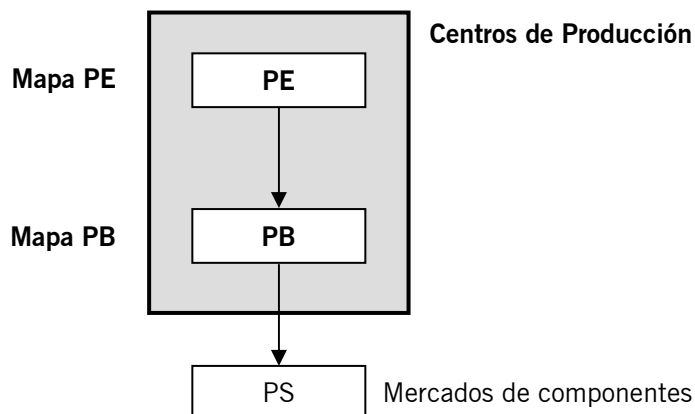 Centros de Producción
Mapa PE
PE
Mapa PB
PB
PS
Mercados de componentes